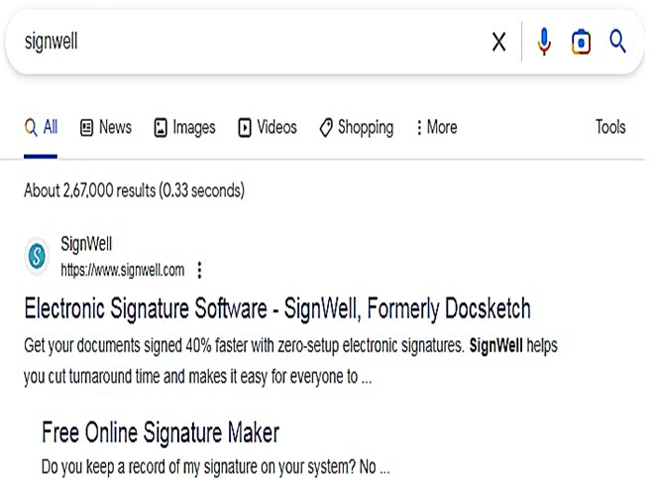 signwell
All News Images Videos Shopping More Tools
About 2,67,000 results (0.33 seconds)
SignWell
https://www.signwell.com
Electronic Signature Software - SignWell, Formerly Docsketch
Get your documents signed 40% faster with zero-setup electronic signatures. SignWell helps
you cut turnaround time and makes it easy for everyone to ...
Free Online Signature Maker
Do you keep a record of my signature on your system? No ...